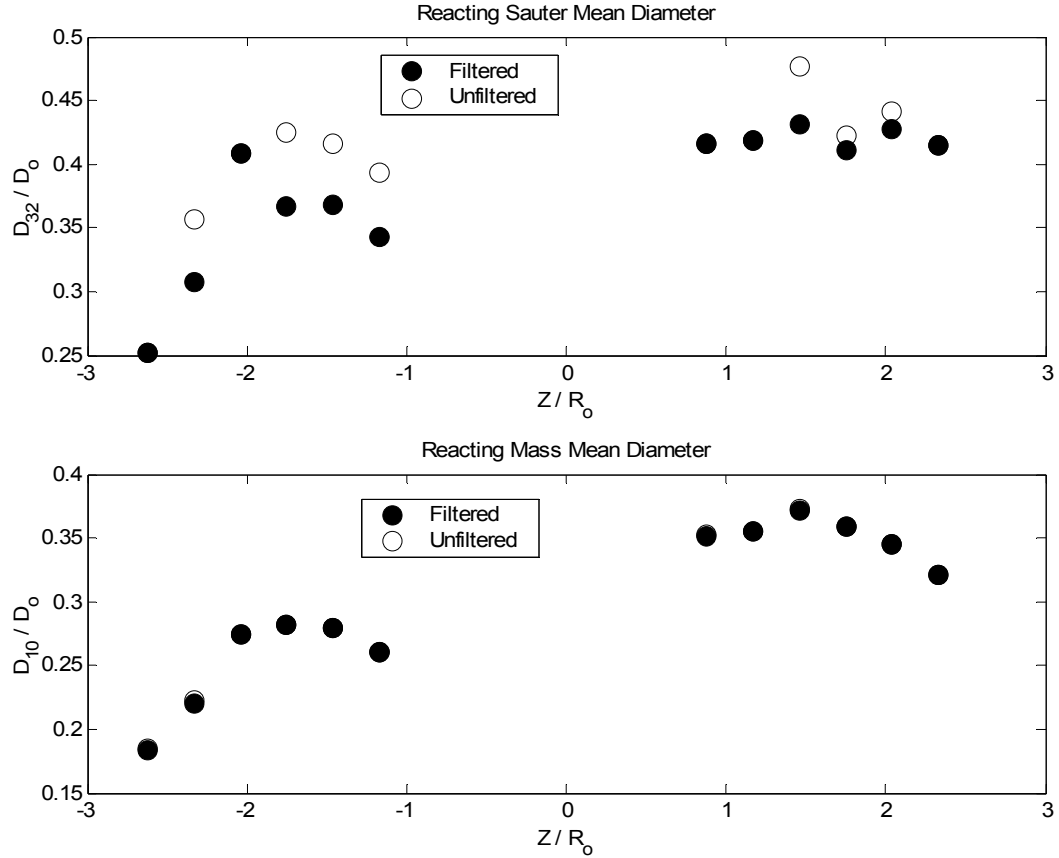 Reacting Sauter Mean Diameter
0.5
0.45
0.4
0.35
0.3
0.25
D32 / Do
Filtered
Unfiltered
-3 -2 -1 0 1 2 3
Z / Ro
Reacting Mass Mean Diameter
0.4
0.35
0.3
0.25
0.2
0.15
D10 / Do
Filtered
Unfiltered
-3 -2 -1 0 1 2 3
Z / Ro